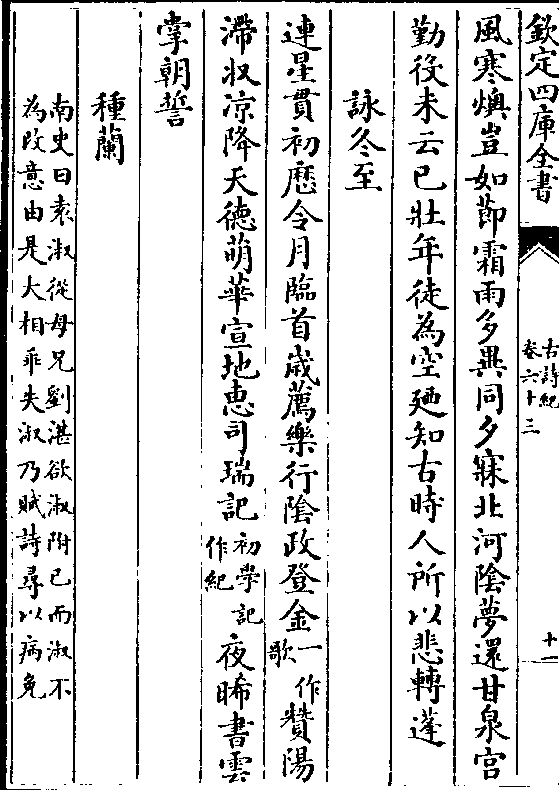 欽定四庫全書
古詩紀
卷六十三
十一
風寒燠豈如節霜雨多異同夕寐北河陰夢還甘泉宮
勤役未云已壯年徒為空廼知古時人所以悲轉蓬
詠冬至
連星貫初厯令月臨首歲薦樂行陰政登金一作歌贊陽
滯收涼降天德萌華宣地惠司瑞記初學記作紀夜晞書雲
掌朝誓
種蘭
南史曰袁淑從母兄劉湛欲淑附已而淑不
為改意由是大相乖失淑乃賦詩尋以病免